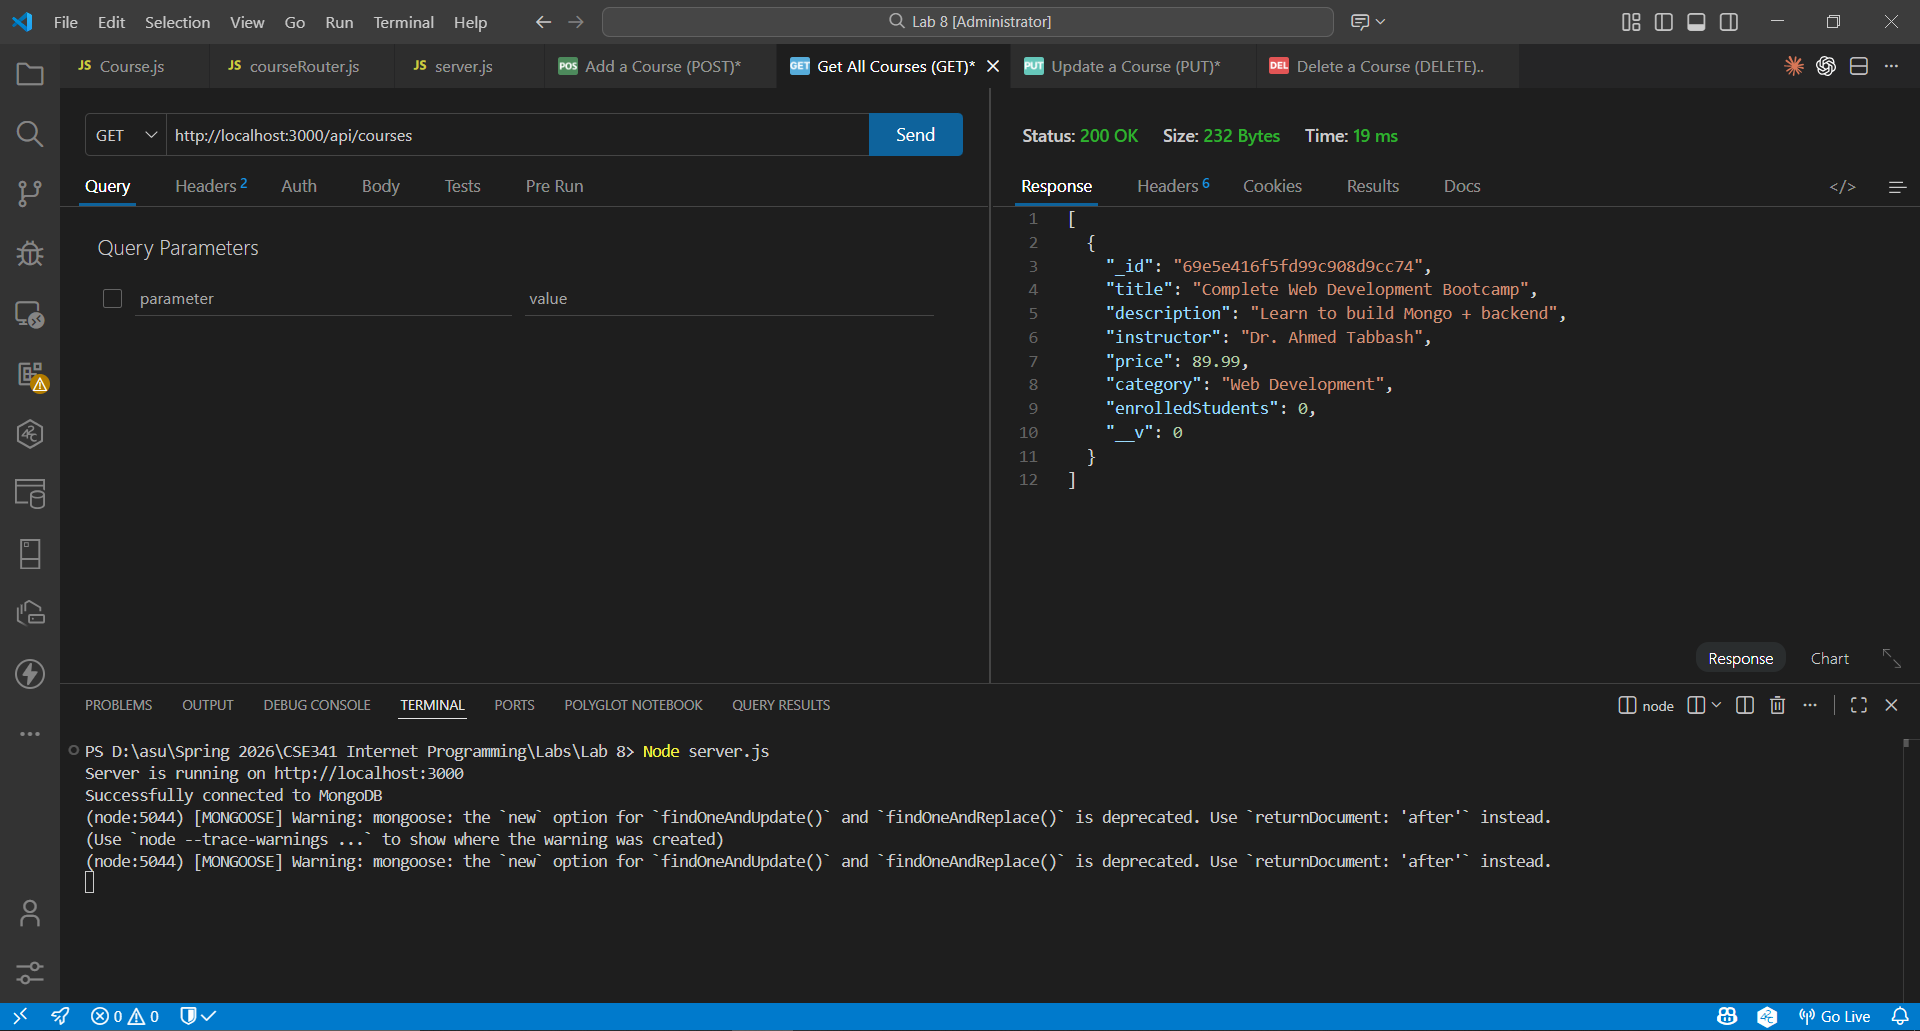 File Edit Selection View Go Run Terminal Help
Lab 8 [Administrator]
JS Course.js
JS courseRouter.js
JS server.js
POS Add a Course (POST)*
GET Get All Courses (GET)*
PUT Update a Course (PUT)*
DEL Delete a Course (DELETE)..
GET http://localhost:3000/api/courses Send
Query Headers 2 Auth Body Tests Pre Run
Query Parameters
parameter value
Status: 200 OK Size: 232 Bytes Time: 19 ms
Response Headers 6 Cookies Results Docs </>
1 [
2 {
3 "_id": "69e5e416f5fd99c908d9cc74",
4 "title": "Complete Web Development Bootcamp",
5 "description": "Learn to build Mongo + backend",
6 "instructor": "Dr. Ahmed Tabbash",
7 "price": 89.99,
8 "category": "Web Development",
9 "enrolledStudents": 0,
10 "__v": 0
11 }
12 ]
Response Chart
PROBLEMS OUTPUT DEBUG CONSOLE TERMINAL PORTS POLYGLOT NOTEBOOK QUERY RESULTS
node
PS D:\asu\Spring 2026\CSE341 Internet Programming\Labs\Lab 8> Node server.js
Server is running on http://localhost:3000
Successfully connected to MongoDB
(node:5044) [MONGOOSE] Warning: mongoose: the `new` option for `findOneAndUpdate()` and `findOneAndReplace()` is deprecated. Use `returnDocument: 'after'` instead.
(Use `node --trace-warnings ...` to show where the warning was created)
(node:5044) [MONGOOSE] Warning: mongoose: the `new` option for `findOneAndUpdate()` and `findOneAndReplace()` is deprecated. Use `returnDocument: 'after'` instead.
0 0
Go Live